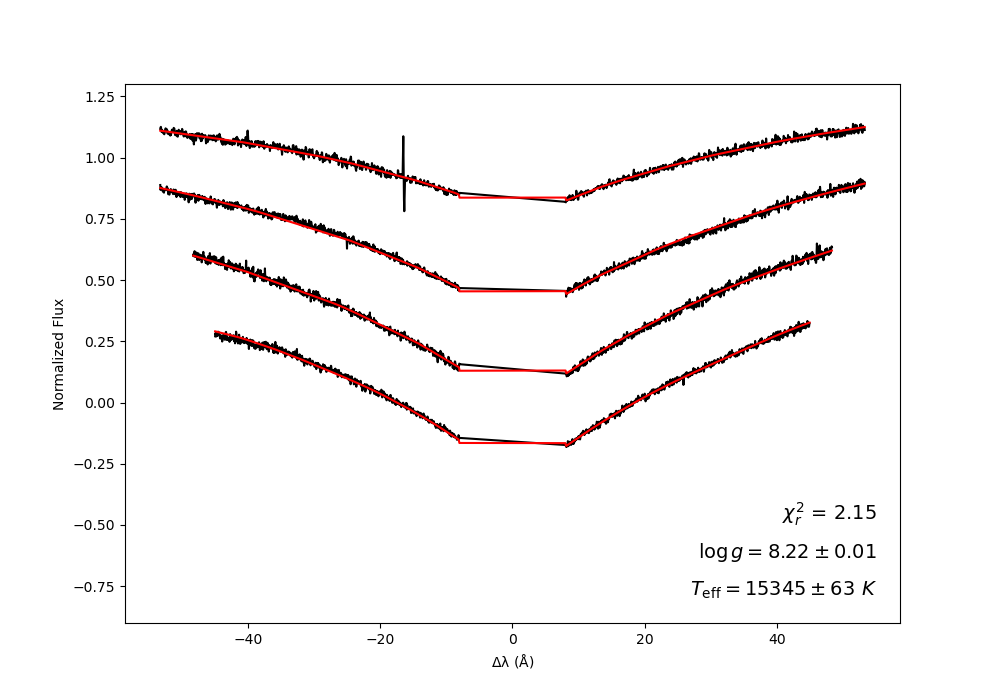 1.25
1.00
0.75
0.50
0.25
0.00
−0.25
−0.50
−0.75
Normalized Flux
χ²ᵣ = 2.15
log g = 8.22 ± 0.01
T_eff = 15345 ± 63 K
−40 −20 0 20 40
Δλ (Å)